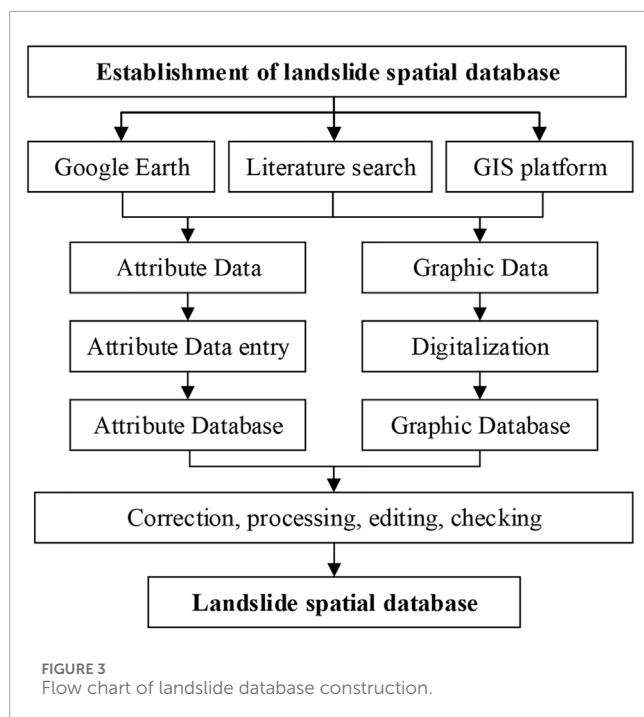 Establishment of landslide spatial database
Google Earth
Literature search
GIS platform
Attribute Data
Graphic Data
Attribute Data entry
Digitalization
Attribute Database
Graphic Database
Correction, processing, editing, checking
Landslide spatial database
FIGURE 3
Flow chart of landslide database construction.